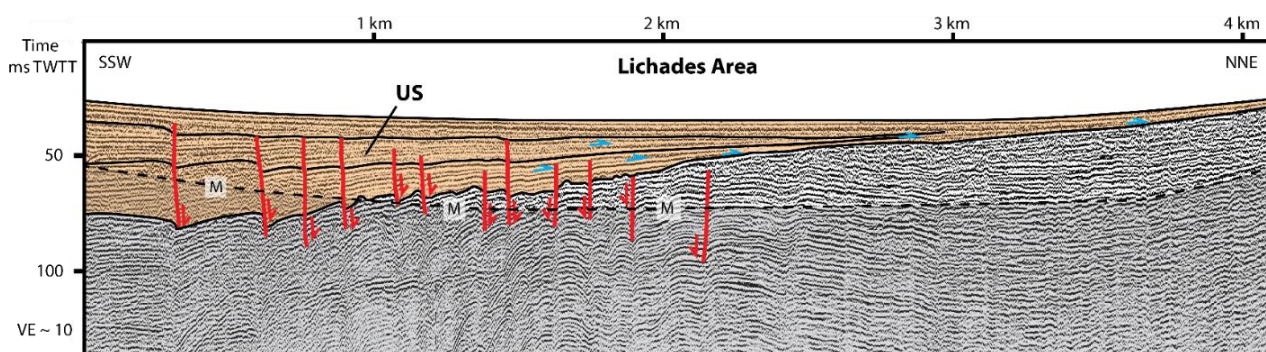 1 km 2 km 3 km 4 km
Time
ms TWTT
SSW Lichades Area NNE
US
50
M
M M
100
VE ~ 10